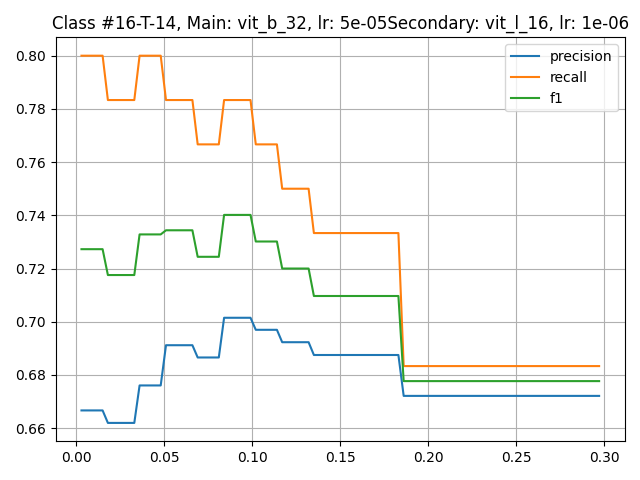 Class #16-T-14, Main: vit_b_32, lr: 5e-05Secondary: vit_l_16, lr: 1e-06
precision
recall
f1
0.80
0.78
0.76
0.74
0.72
0.70
0.68
0.66
0.00 0.05 0.10 0.15 0.20 0.25 0.30